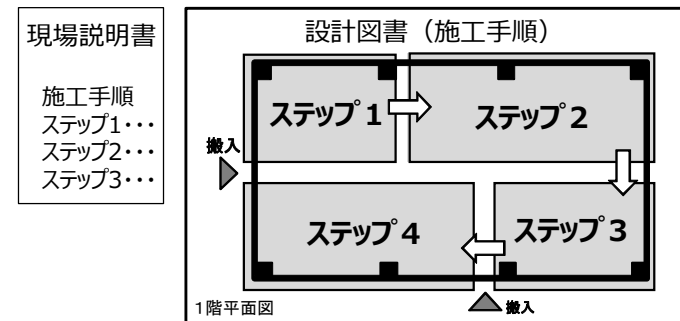 現場説明書
施工手順
ステップ1・・・
ステップ2・・・
ステップ3・・・
設計図書（施工手順）
ステップ1
ステップ2
搬入
ステップ4
ステップ3
1階平面図
搬入